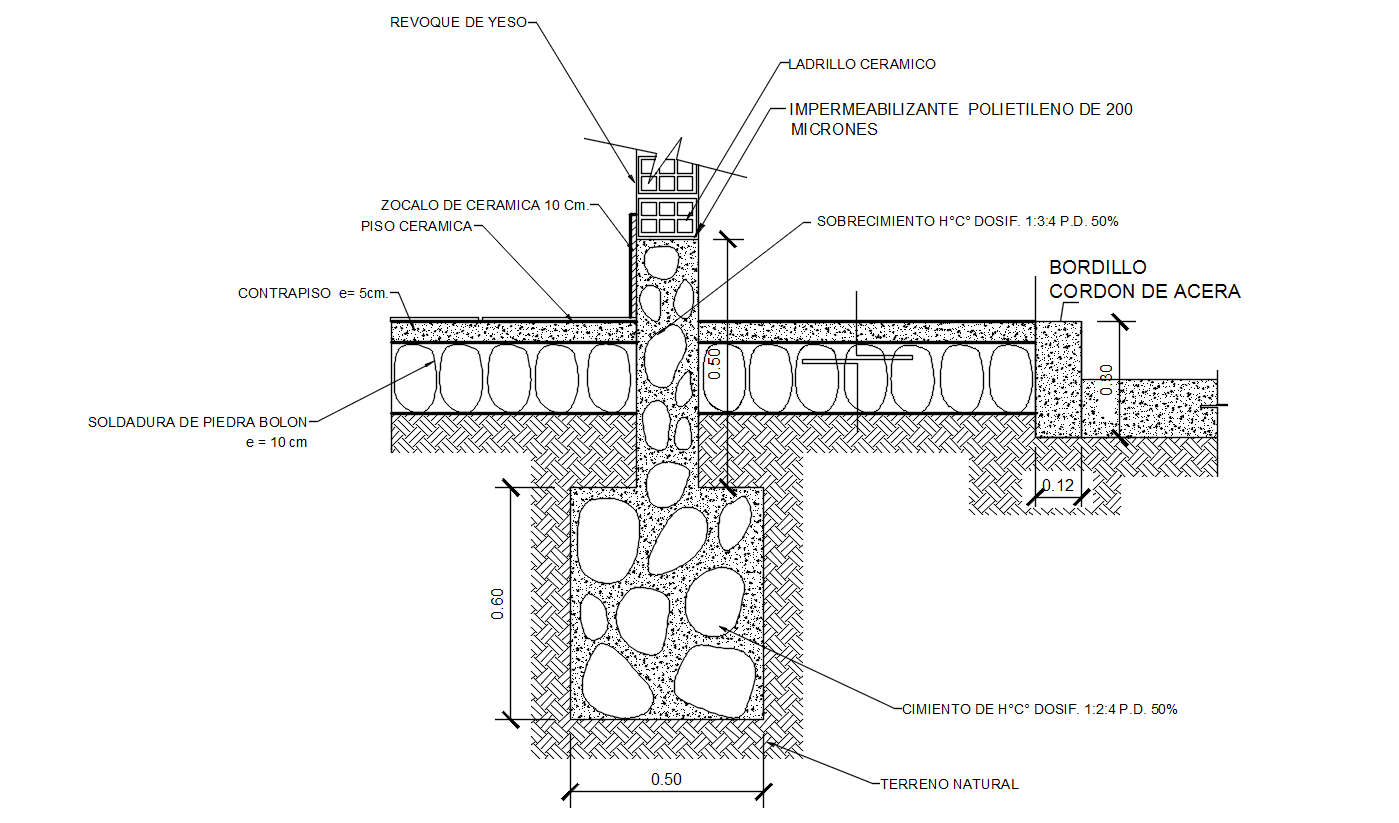 REVOQUE DE YESO
LADRILLO CERAMICO
IMPERMEABILIZANTE POLIETILENO DE 200
MICRONES
ZOCALO DE CERAMICA 10 Cm.
PISO CERAMICA
SOBRECIMIENTO H°C° DOSIF. 1:3:4 P.D. 50%
BORDILLO
CORDON DE ACERA
CONTRAPISO e= 5cm.
0.50
0.30
SOLDADURA DE PIEDRA BOLON
e = 10 cm
0.12
0.60
CIMIENTO DE H°C° DOSIF. 1:2:4 P.D. 50%
0.50
TERRENO NATURAL